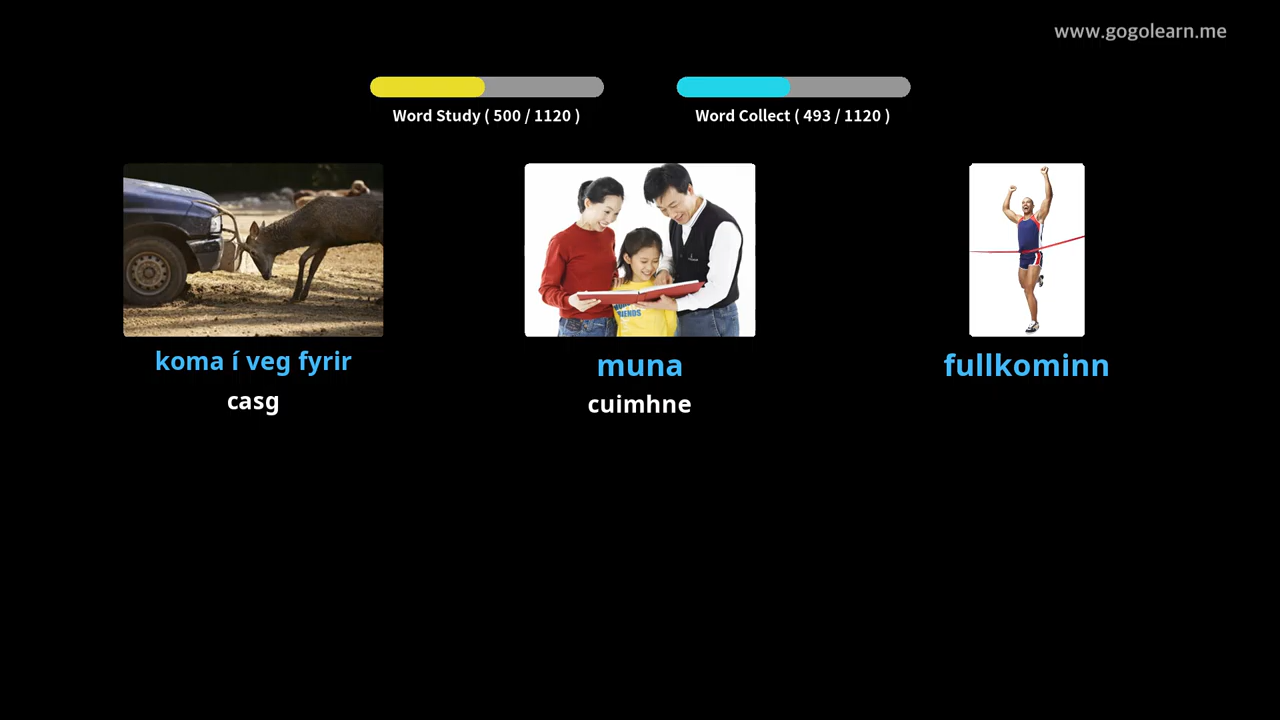 www.gogolearn.me
Word Study ( 500 / 1120 )
Word Collect ( 493 / 1120 )
koma í veg fyrir
muna
fullkominn
casg
cuimhne